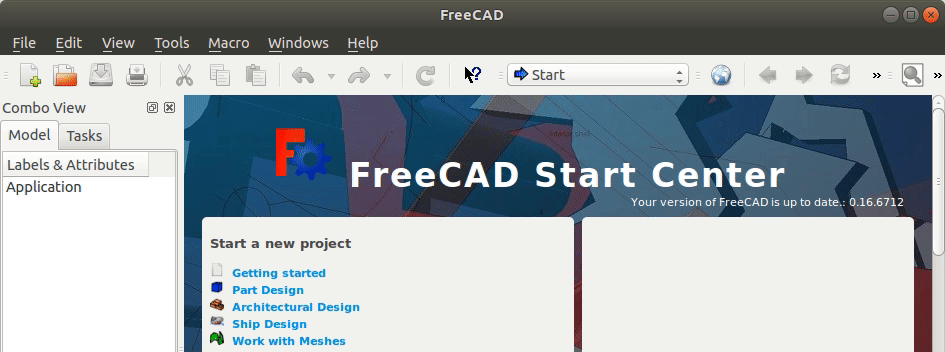 FreeCAD
File Edit View Tools Macro Windows Help
Start
Combo View
Model Tasks
Labels & Attributes
Application
FreeCAD Start Center
Your version of FreeCAD is up to date.: 0.16.6712
Start a new project
Getting started
Part Design
Architectural Design
Ship Design
Work with Meshes